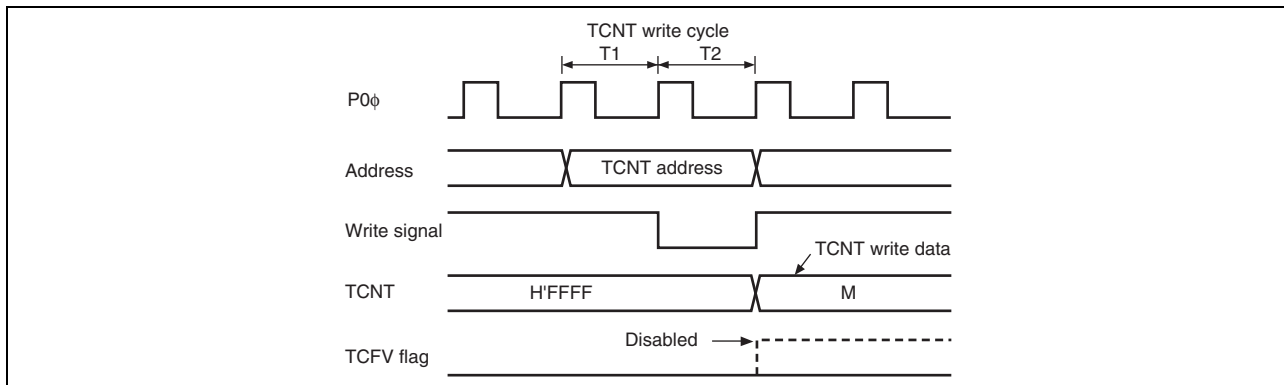 TCNT write cycle
T1 T2
P0ϕ
Address TCNT address
Write signal
TCNT write data
TCNT H'FFFF M
Disabled
TCFV flag